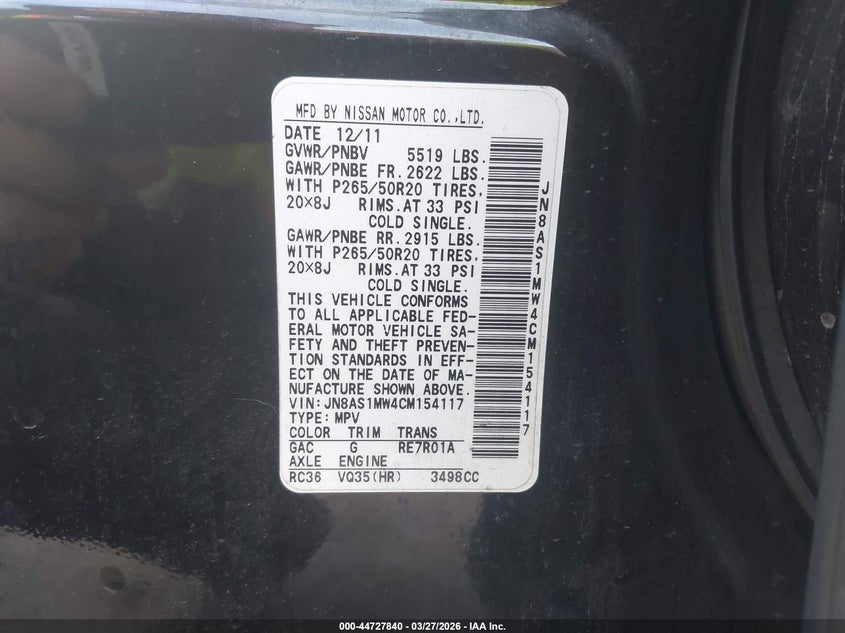 MFD BY NISSAN MOTOR CO.,LTD.
DATE 12/11
GVWR/PNBV 5519 LBS.
GAWR/PNBE FR. 2622 LBS.
WITH P265/50R20 TIRES,
20×8J RIMS.AT 33 PSI
COLD SINGLE.
GAWR/PNBE RR. 2915 LBS.
WITH P265/50R20 TIRES,
20×8J RIMS.AT 33 PSI
COLD SINGLE.
THIS VEHICLE CONFORMS
TO ALL APPLICABLE FED-
ERAL MOTOR VEHICLE SA-
FETY AND THEFT PREVEN-
TION STANDARDS IN EFF-
ECT ON THE DATE OF MA-
NUFACTURE SHOWN ABOVE.
VIN: JN8AS1MW4CM154117
TYPE: MPV
COLOR TRIM TRANS
GAC G RE7R01A
AXLE ENGINE
RC36 VQ35(HR) 3498CC
JN8AS1MW4CM154117
000-44727840 | 03/27/2026 - IAA Inc.